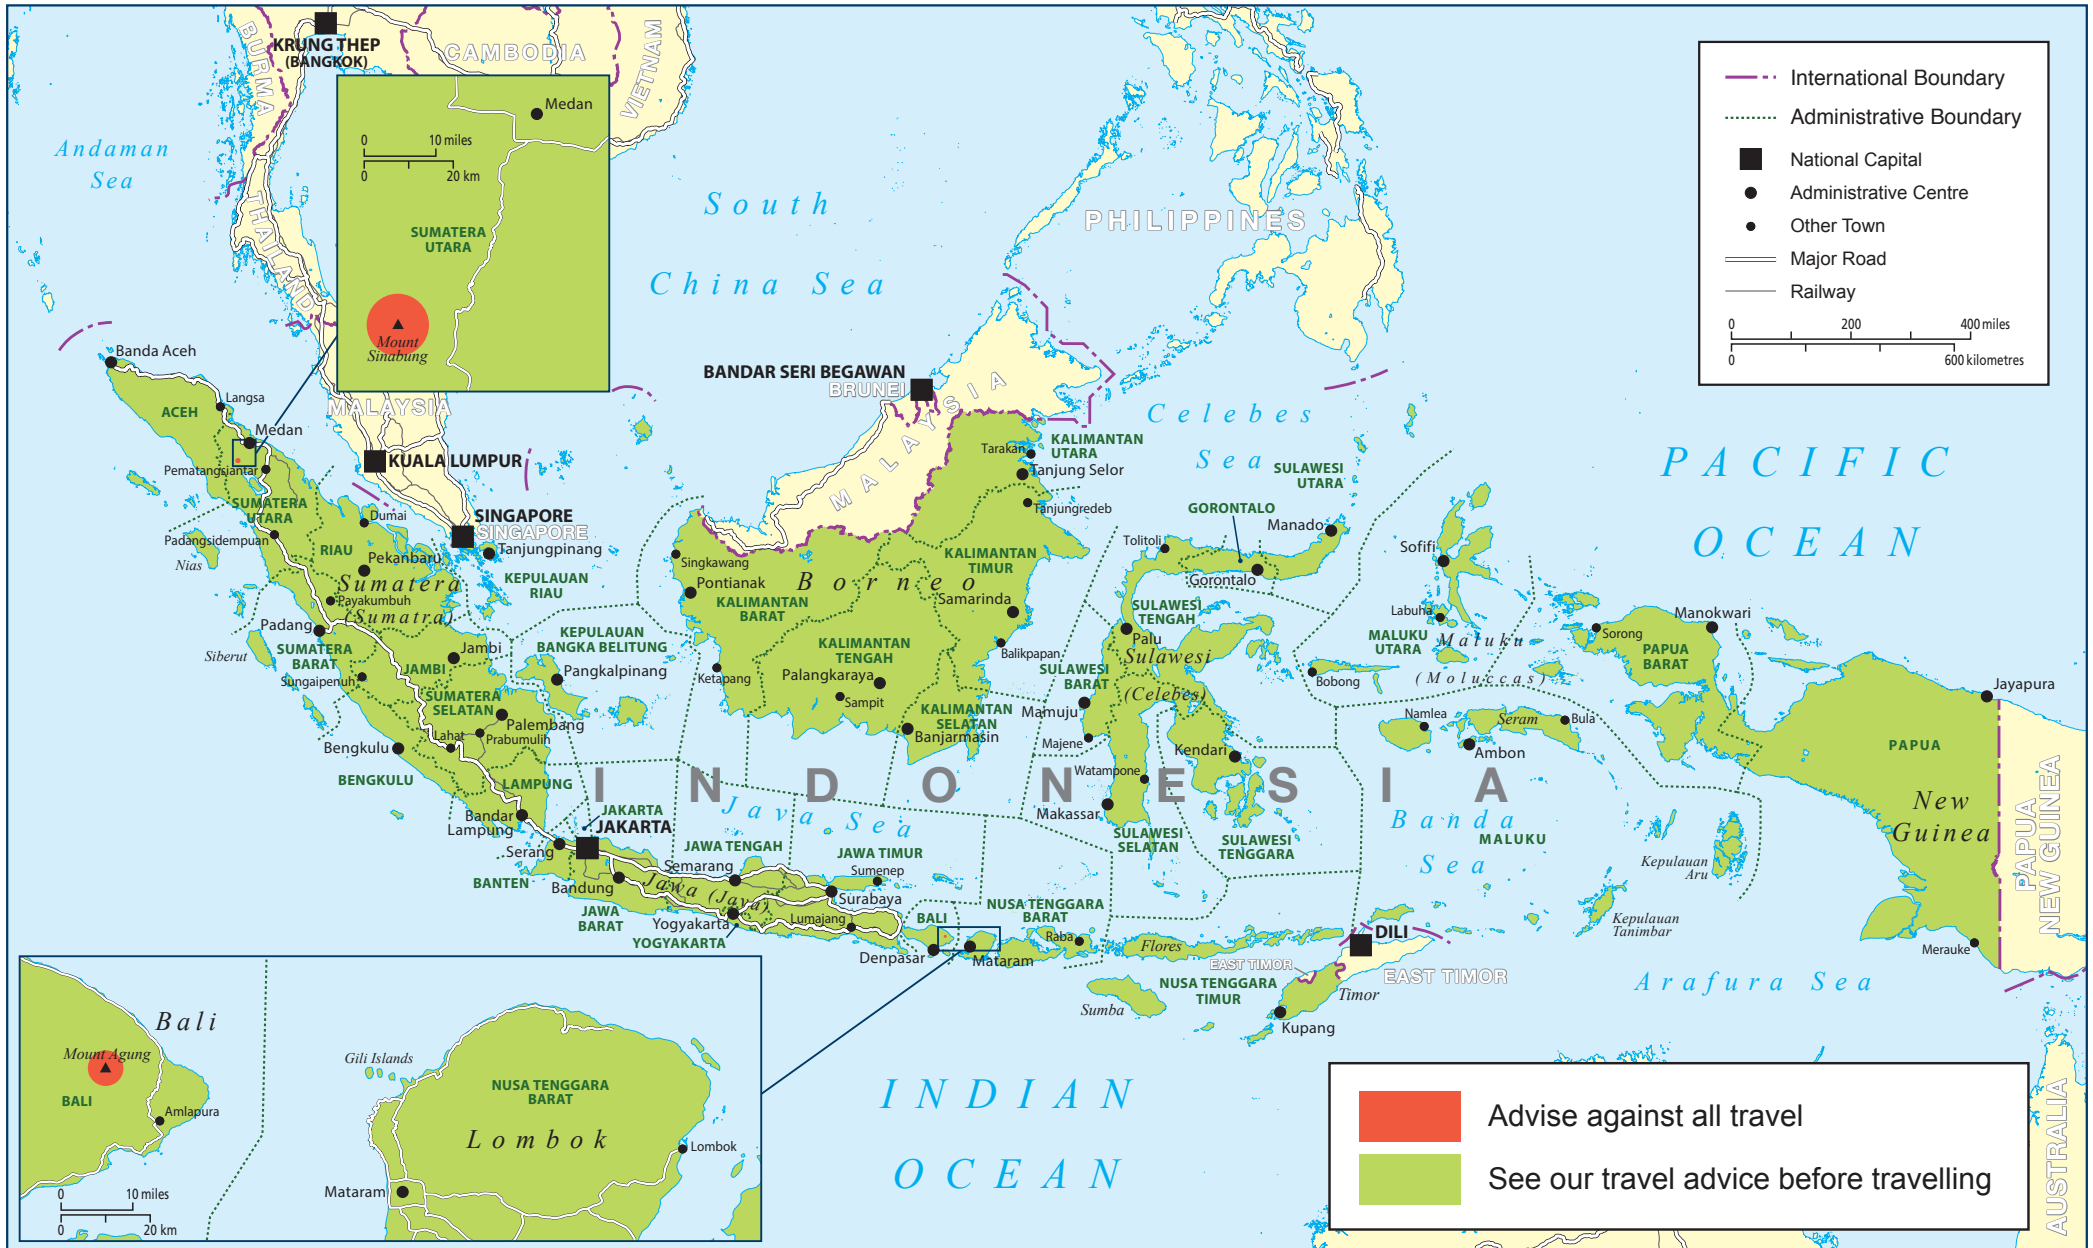 KRUNG THEP
(BANGKOK)
BURMA
CAMBODIA
VIETNAM
THAILAND
Andaman
Sea
Medan
0 10 miles
0 20 km
SUMATERA
UTARA
Mount
Sinabung
South
China Sea
PHILIPPINES
International Boundary
Administrative Boundary
National Capital
Administrative Centre
Other Town
Major Road
Railway
0 200 400 miles
0 600 kilometres
Banda Aceh
Langsa
ACEH
Medan
Pematangsiantar
SUMATERA
UTARA
Padangsidempuan
Nias
Dumai
RIAU
Pekanbaru
Sumatera
(Sumatra)
Payakumbuh
Padang
Siberut
SUMATERA
BARAT
Sungaipenuh
JAMBI
Jambi
SUMATERA
SELATAN
Palembang
Prabumulih
Lahat
Bengkulu
BENGKULU
LAMPUNG
Bandar
Lampung
MALAYSIA
KUALA LUMPUR
SINGAPORE
SINGAPORE
Tanjungpinang
KEPULAUAN
RIAU
KEPULAUAN
BANGKA BELITUNG
Pangkalpinang
BANDAR SERI BEGAWAN
BRUNEI
MALAYSIA
Celebes
Sea
PACIFIC
OCEAN
Tarakan
KALIMANTAN
UTARA
Tanjung Selor
Tanjungredeb
Singkawang
Pontianak
KALIMANTAN
BARAT
Borneo
KALIMANTAN
TIMUR
Samarinda
Balikpapan
KALIMANTAN
TENGAH
Palangkaraya
Sampit
Ketapang
KALIMANTAN
SELATAN
Banjarmasin
SULAWESI
UTARA
GORONTALO
Manado
Tolitoli
Gorontalo
SULAWESI
TENGAH
Palu
Sulawesi
(Celebes)
SULAWESI
BARAT
Mamuju
Majene
Watampone
Makassar
SULAWESI
SELATAN
Kendari
SULAWESI
TENGGARA
Sofifi
Labuha
MALUKU
UTARA
Maluku
(Moluccas)
Bobong
Namlea
Seram
Bula
Ambon
Sorong
Manokwari
PAPUA
BARAT
Jayapura
PAPUA
New
Guinea
PAPUA
NEW GUINEA
INDONESIA
Java Sea
Banda
Sea
MALUKU
Kepulauan
Aru
Kepulauan
Tanimbar
Merauke
Arafura Sea
JAKARTA
JAKARTA
Serang
BANTEN
Bandung
JAWA
BARAT
JAWA TENGAH
Semarang
Jawa (Java)
Yogyakarta
YOGYAKARTA
JAWA TIMUR
Sumenep
Surabaya
Lumajang
BALI
Denpasar
Mataram
NUSA TENGGARA
BARAT
Raba
Flores
Sumba
NUSA TENGGARA
TIMUR
EAST TIMOR
DILI
EAST TIMOR
Timor
Kupang
INDIAN
OCEAN
AUSTRALIA
Bali
Mount Agung
BALI
Amlapura
0 10 miles
0 20 km
Gili Islands
NUSA TENGGARA
BARAT
Lombok
Lombok
Mataram
Advise against all travel
See our travel advice before travelling